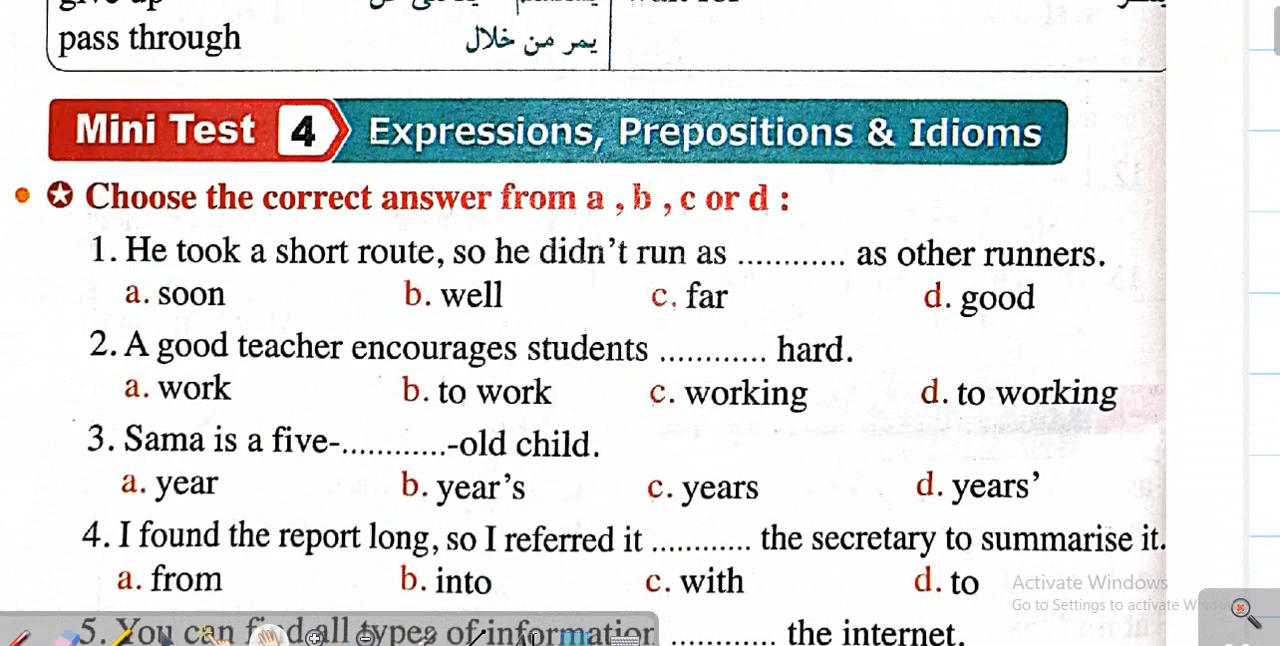 pass through يمر من خلال
Mini Test 4 Expressions, Prepositions & Idioms
Choose the correct answer from a , b , c or d :
1. He took a short route, so he didn’t run as ............ as other runners.
a. soon b. well c. far d. good
2. A good teacher encourages students ............ hard.
a. work b. to work c. working d. to working
3. Sama is a five-............-old child.
a. year b. year’s c. years d. years’
4. I found the report long, so I referred it ............ the secretary to summarise it.
a. from b. into c. with d. to
Activate Windows
Go to Settings to activate
5. You can find all types of information ............ the internet.